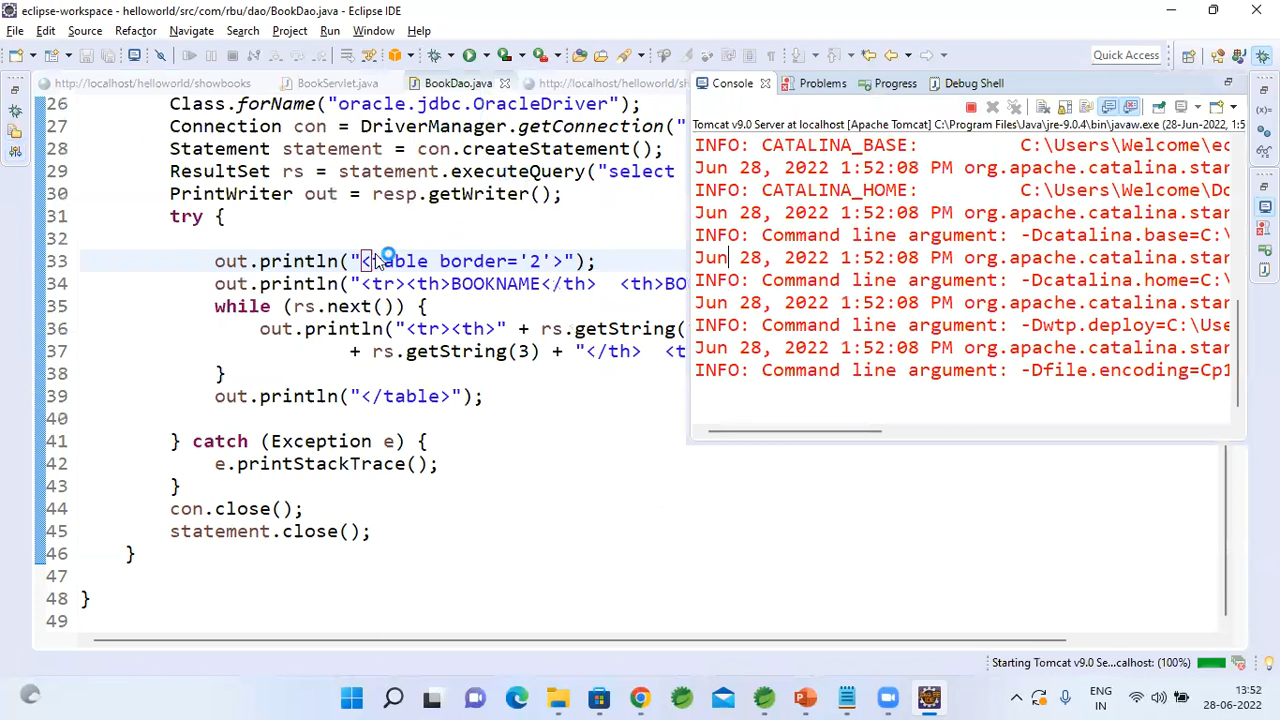 eclipse-workspace - helloworld/src/com/rbu/dao/BookDao.java - Eclipse IDE
File Edit Source Refactor Navigate Search Project Run Window Help
Quick Access
http://localhost/helloworld/showbooks BookServlet.java BookDao.java http://localhost/helloworld/sh
Console Problems Progress Debug Shell
Tomcat v9.0 Server at localhost [Apache Tomcat] C:\Program Files\Java\jre-9.0.4\bin\javaw.exe (28-Jun-2022, 1:5
26 Class.forName("oracle.jdbc.OracleDriver");
27 Connection con = DriverManager.getConnection("
28 Statement statement = con.createStatement();
29 ResultSet rs = statement.executeQuery("select
30 PrintWriter out = resp.getWriter();
31 try {
32
33 out.println("<table border='2'>");
34 out.println("<tr><th>BOOKNAME</th> <th>BO
35 while (rs.next()) {
36 out.println("<tr><th>" + rs.getString(
37 + rs.getString(3) + "</th> <t
38 }
39 out.println("</table>");
40
41 } catch (Exception e) {
42 e.printStackTrace();
43 }
44 con.close();
45 statement.close();
46 }
47
48 }
49
INFO: CATALINA_BASE: C:\Users\Welcome\ec
Jun 28, 2022 1:52:08 PM org.apache.catalina.star
INFO: CATALINA_HOME: C:\Users\Welcome\Do
Jun 28, 2022 1:52:08 PM org.apache.catalina.star
INFO: Command line argument: -Dcatalina.base=C:\
Jun 28, 2022 1:52:08 PM org.apache.catalina.star
INFO: Command line argument: -Dcatalina.home=C:\
Jun 28, 2022 1:52:08 PM org.apache.catalina.star
INFO: Command line argument: -Dwtp.deploy=C:\Use
Jun 28, 2022 1:52:08 PM org.apache.catalina.star
INFO: Command line argument: -Dfile.encoding=Cp1
Starting Tomcat v9.0 Se...calhost: (100%)
ENG
IN
13:52
28-06-2022